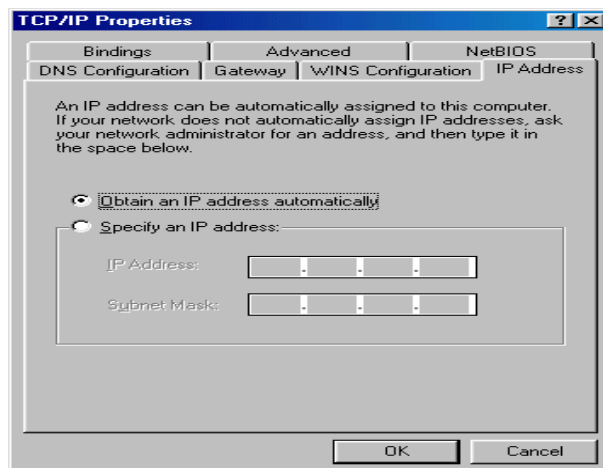 TCP/IP Properties
Bindings Advanced NetBIOS
DNS Configuration Gateway WINS Configuration IP Address
An IP address can be automatically assigned to this computer.
If your network does not automatically assign IP addresses, ask
your network administrator for an address, and then type it in
the space below.
Obtain an IP address automatically
Specify an IP address:
IP Address:
Subnet Mask:
OK Cancel